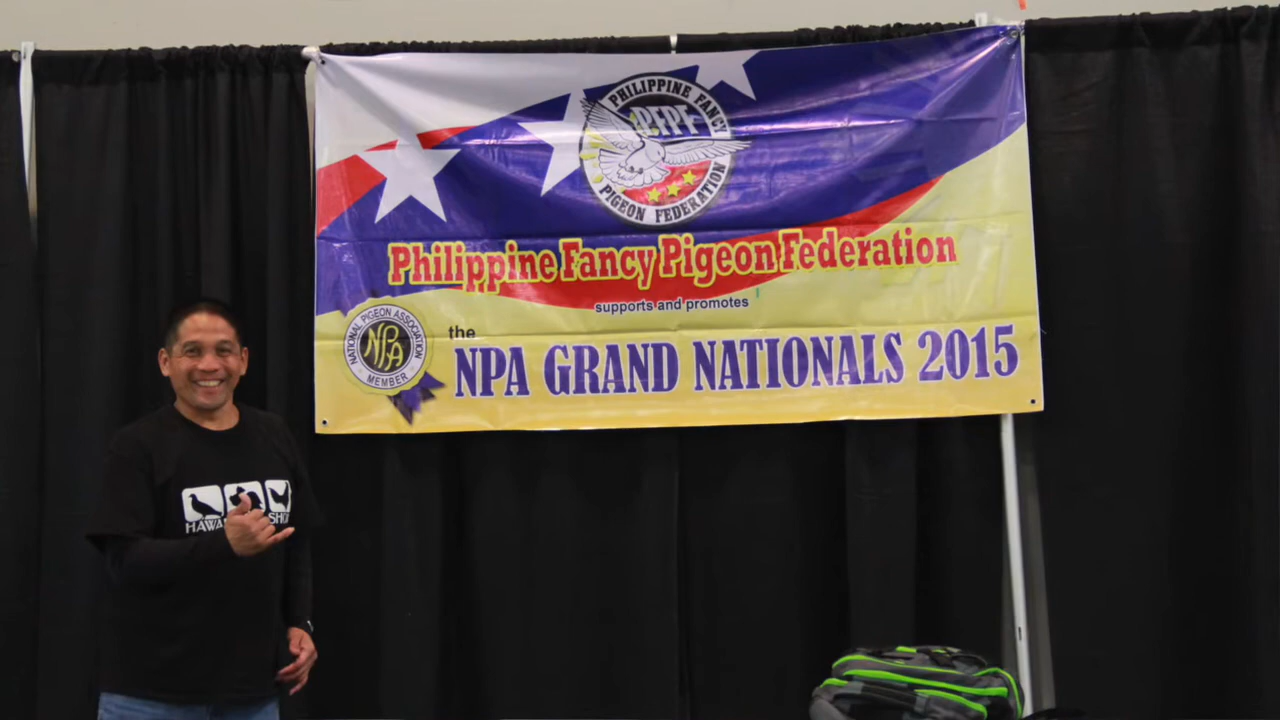 PHILIPPINE FANCY
PFPF
PIGEON FEDERATION
Philippine Fancy Pigeon Federation
supports and promotes
NATIONAL PIGEON ASSOCIATION
NPA
MEMBER
the
NPA GRAND NATIONALS 2015